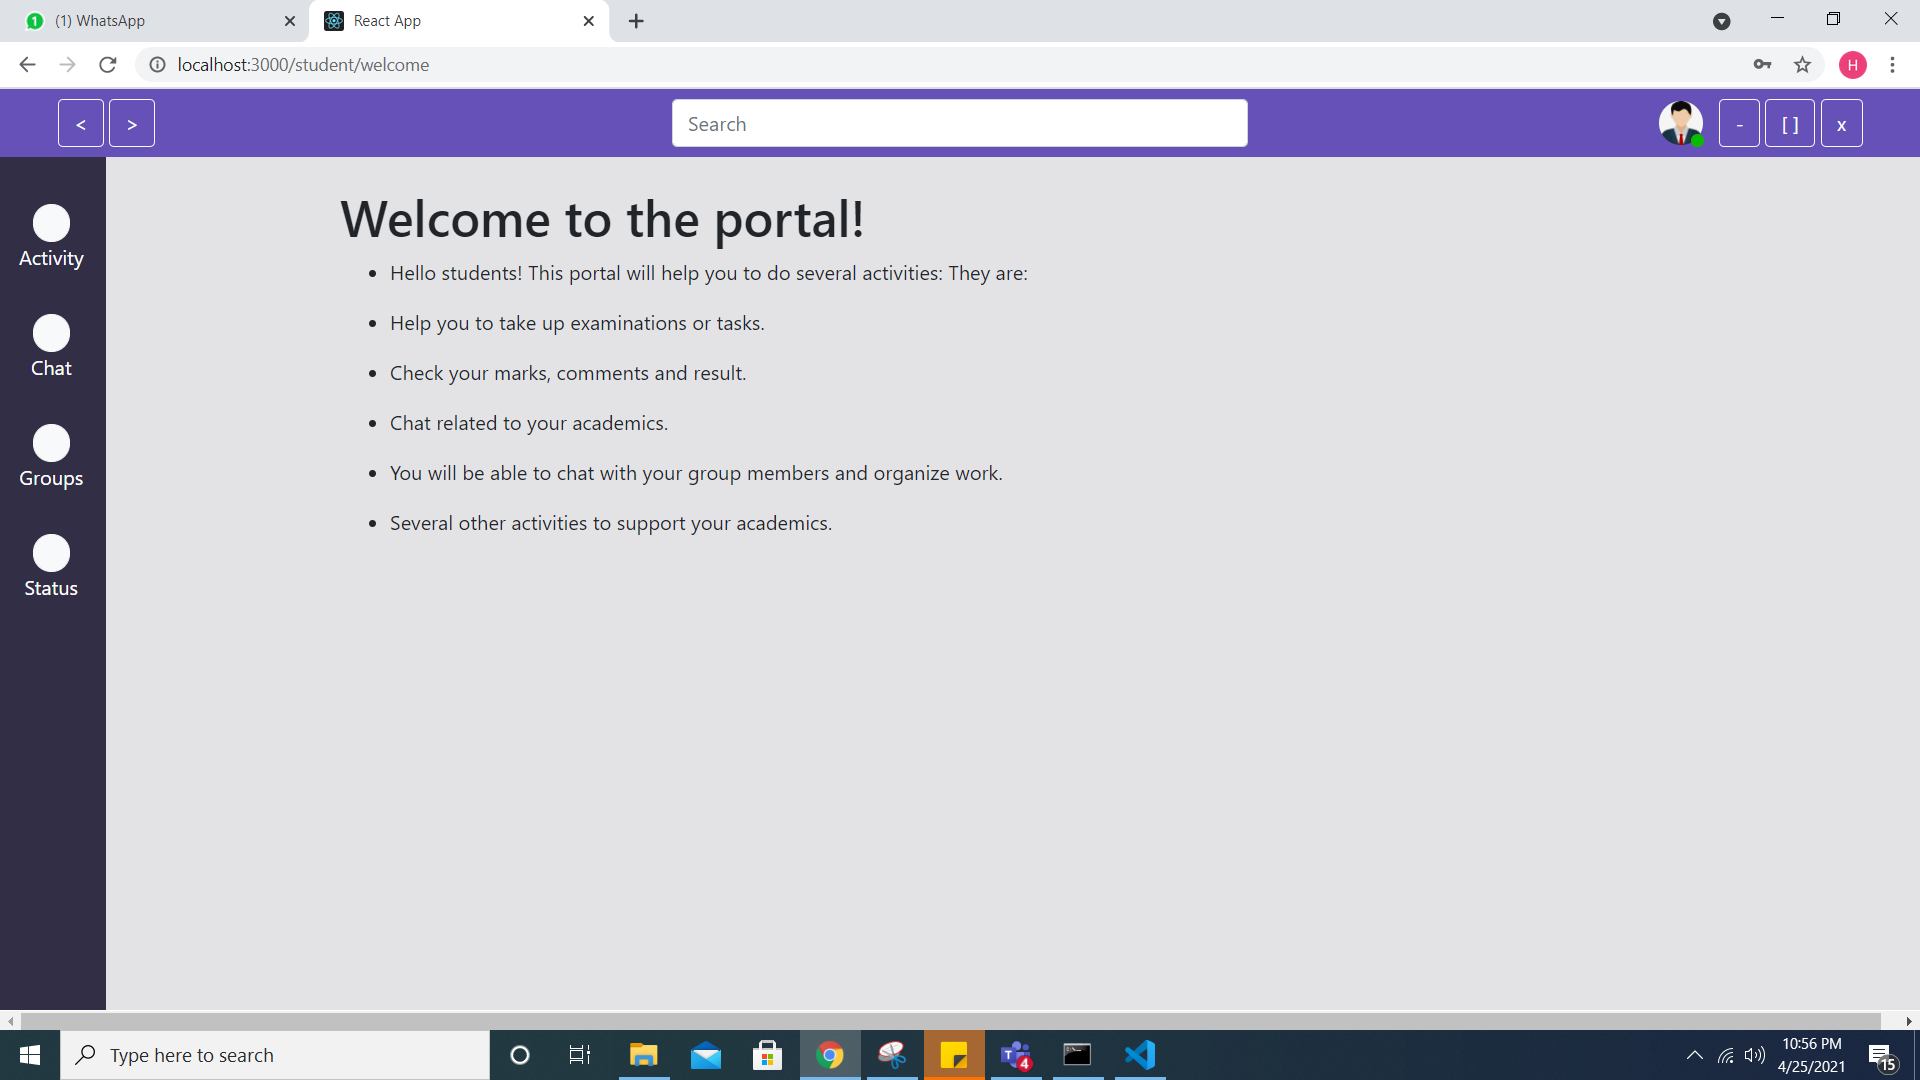 1 (1) WhatsApp
React App
localhost:3000/student/welcome
H
< >
Search
- [ ] x
Activity
Chat
Groups
Status
Welcome to the portal!
• Hello students! This portal will help you to do several activities: They are:
• Help you to take up examinations or tasks.
• Check your marks, comments and result.
• Chat related to your academics.
• You will be able to chat with your group members and organize work.
• Several other activities to support your academics.
Type here to search
T 4
10:56 PM
4/25/2021
15